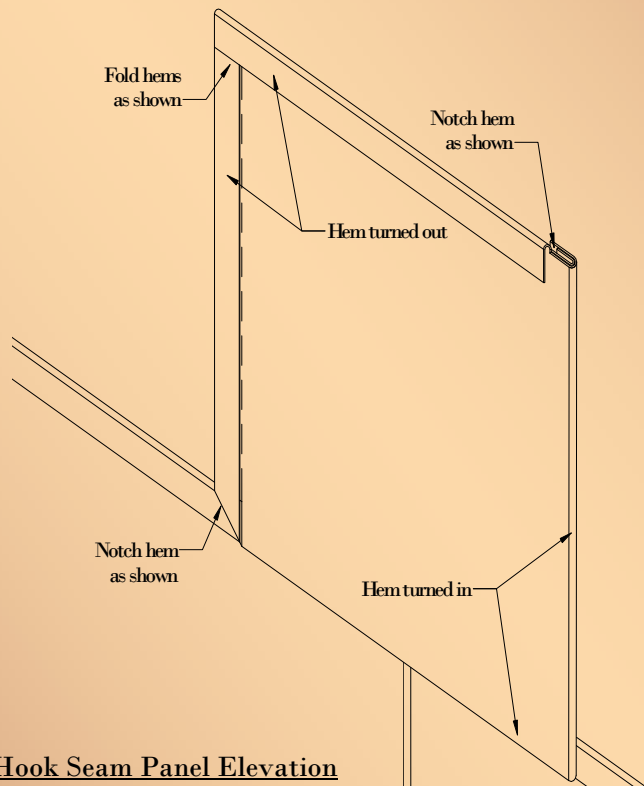 Fold hems
as shown
Notch hem
as shown
Hem turned out
Notch hem
as shown
Hem turned in
Hook Seam Panel Elevation